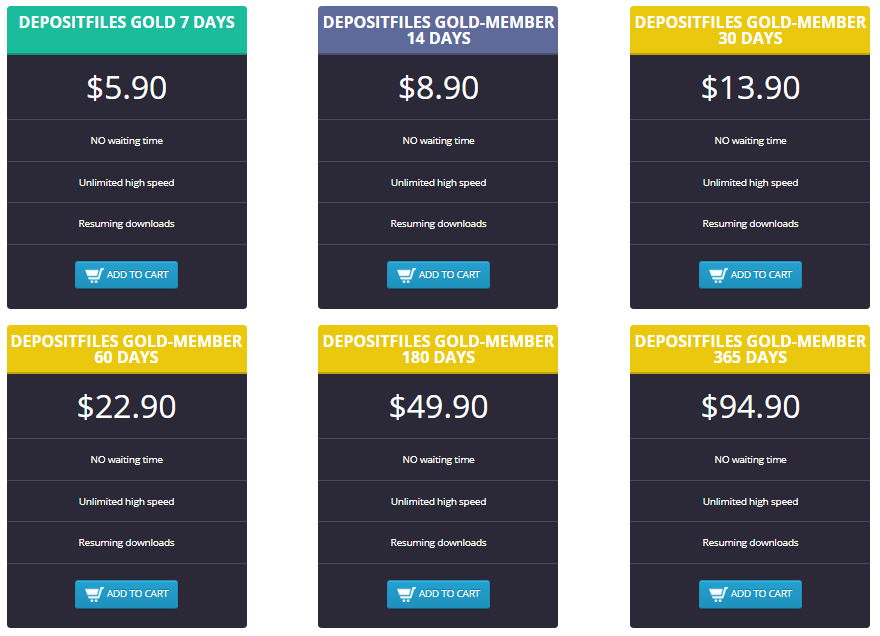 DEPOSITFILES GOLD 7 DAYS
$5.90
NO waiting time
Unlimited high speed
Resuming downloads
ADD TO CART
DEPOSITFILES GOLD-MEMBER
14 DAYS
$8.90
NO waiting time
Unlimited high speed
Resuming downloads
ADD TO CART
DEPOSITFILES GOLD-MEMBER
30 DAYS
$13.90
NO waiting time
Unlimited high speed
Resuming downloads
ADD TO CART
DEPOSITFILES GOLD-MEMBER
60 DAYS
$22.90
NO waiting time
Unlimited high speed
Resuming downloads
ADD TO CART
DEPOSITFILES GOLD-MEMBER
180 DAYS
$49.90
NO waiting time
Unlimited high speed
Resuming downloads
ADD TO CART
DEPOSITFILES GOLD-MEMBER
365 DAYS
$94.90
NO waiting time
Unlimited high speed
Resuming downloads
ADD TO CART